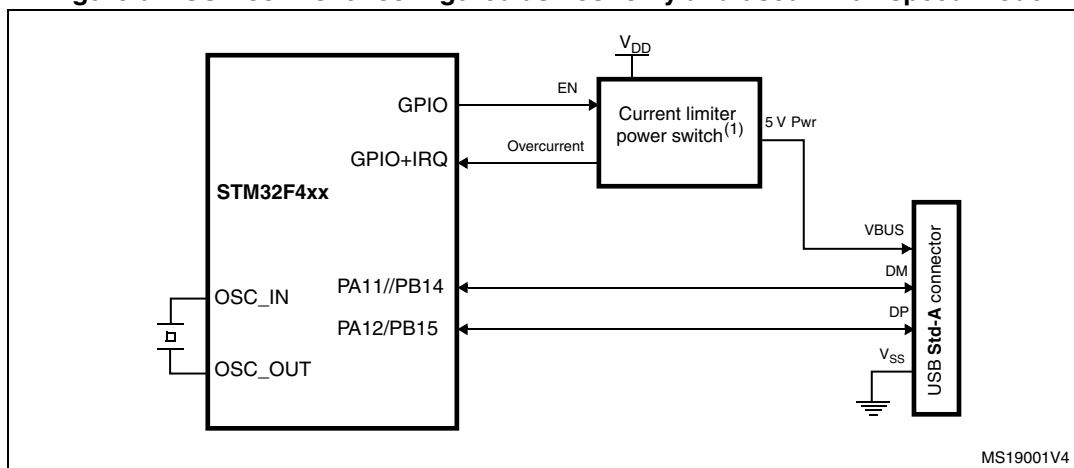 V_DD
EN
GPIO
Current limiter
power switch(1)
5 V Pwr
Overcurrent
GPIO+IRQ
STM32F4xx
VBUS
DM
PA11//PB14
OSC_IN
DP
PA12/PB15
V_SS
OSC_OUT
USB Std-A connector
MS19001V4